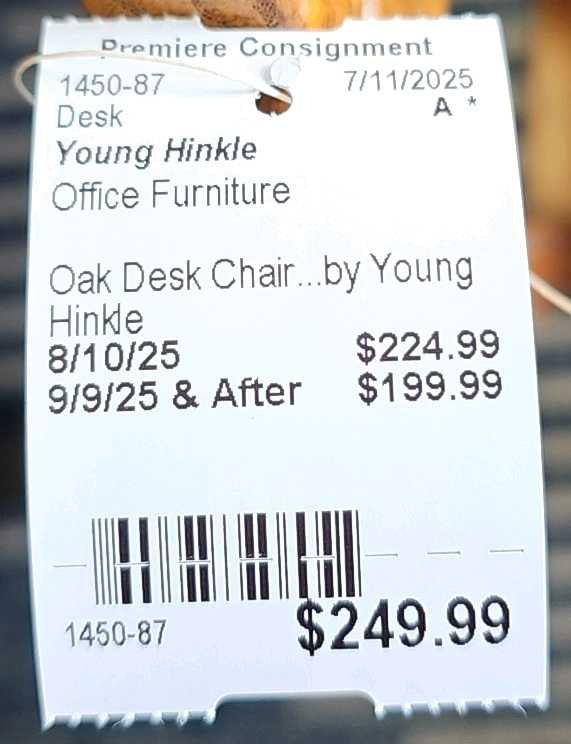 Premiere Consignment
1450-87 7/11/2025
Desk A *
Young Hinkle
Office Furniture
Oak Desk Chair...by Young
Hinkle
8/10/25 $224.99
9/9/25 & After $199.99
1450-87 $249.99